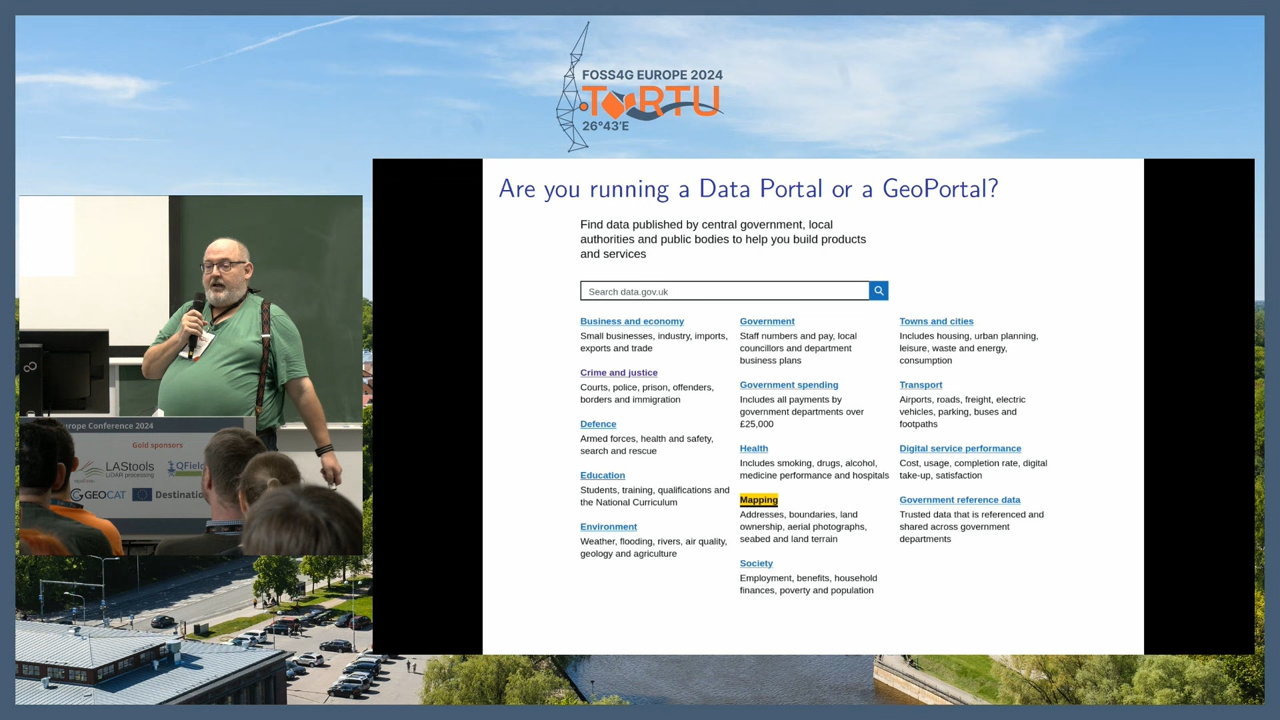 FOSS4G EUROPE 2024
TARTU
26°43'E
Are you running a Data Portal or a GeoPortal?
Find data published by central government, local
authorities and public bodies to help you build products
and services
Search data.gov.uk
Business and economy
Small businesses, industry, imports,
exports and trade
Crime and justice
Courts, police, prison, offenders,
borders and immigration
Defence
Armed forces, health and safety,
search and rescue
Education
Students, training, qualifications and
the National Curriculum
Environment
Weather, flooding, rivers, air quality,
geology and agriculture
Government
Staff numbers and pay, local
councillors and department
business plans
Government spending
Includes all payments by
government departments over
£25,000
Health
Includes smoking, drugs, alcohol,
medicine performance and hospitals
Mapping
Addresses, boundaries, land
ownership, aerial photographs,
seabed and land terrain
Society
Employment, benefits, household
finances, poverty and population
Towns and cities
Includes housing, urban planning,
leisure, waste and energy,
consumption
Transport
Airports, roads, freight, electric
vehicles, parking, buses and
footpaths
Digital service performance
Cost, usage, completion rate, digital
take-up, satisfaction
Government reference data
Trusted data that is referenced and
shared across government
departments
urope Conference 2024
Gold sponsors
LAStools
LiDAR processing
QField
GEOCAT
Destinatio